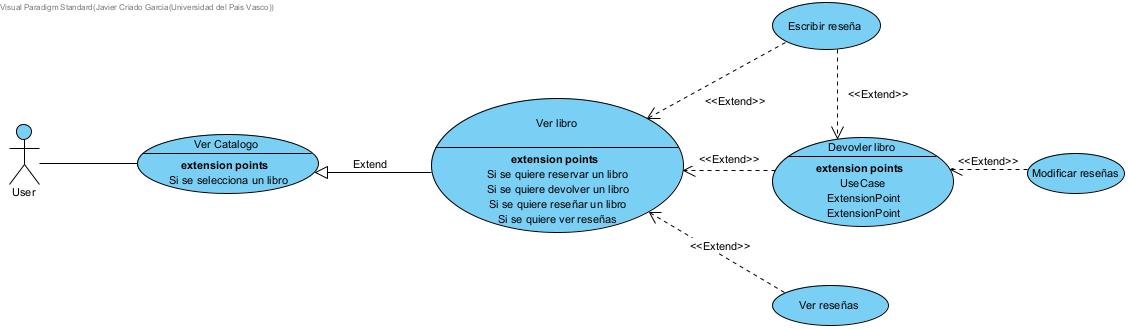 Visual Paradigm Standard(Javier Criado Garcia(Universidad del Pais Vasco))
Escribir reseña
<<Extend>>
<<Extend>>
User
Ver Catalogo
extension points
Si se selecciona un libro
Extend
Ver libro
extension points
Si se quiere reservar un libro
Si se quiere devolver un libro
Si se quiere reseñar un libro
Si se quiere ver reseñas
<<Extend>>
Devovler libro
extension points
UseCase
ExtensionPoint
ExtensionPoint
<<Extend>>
Modificar reseñas
<<Extend>>
Ver reseñas